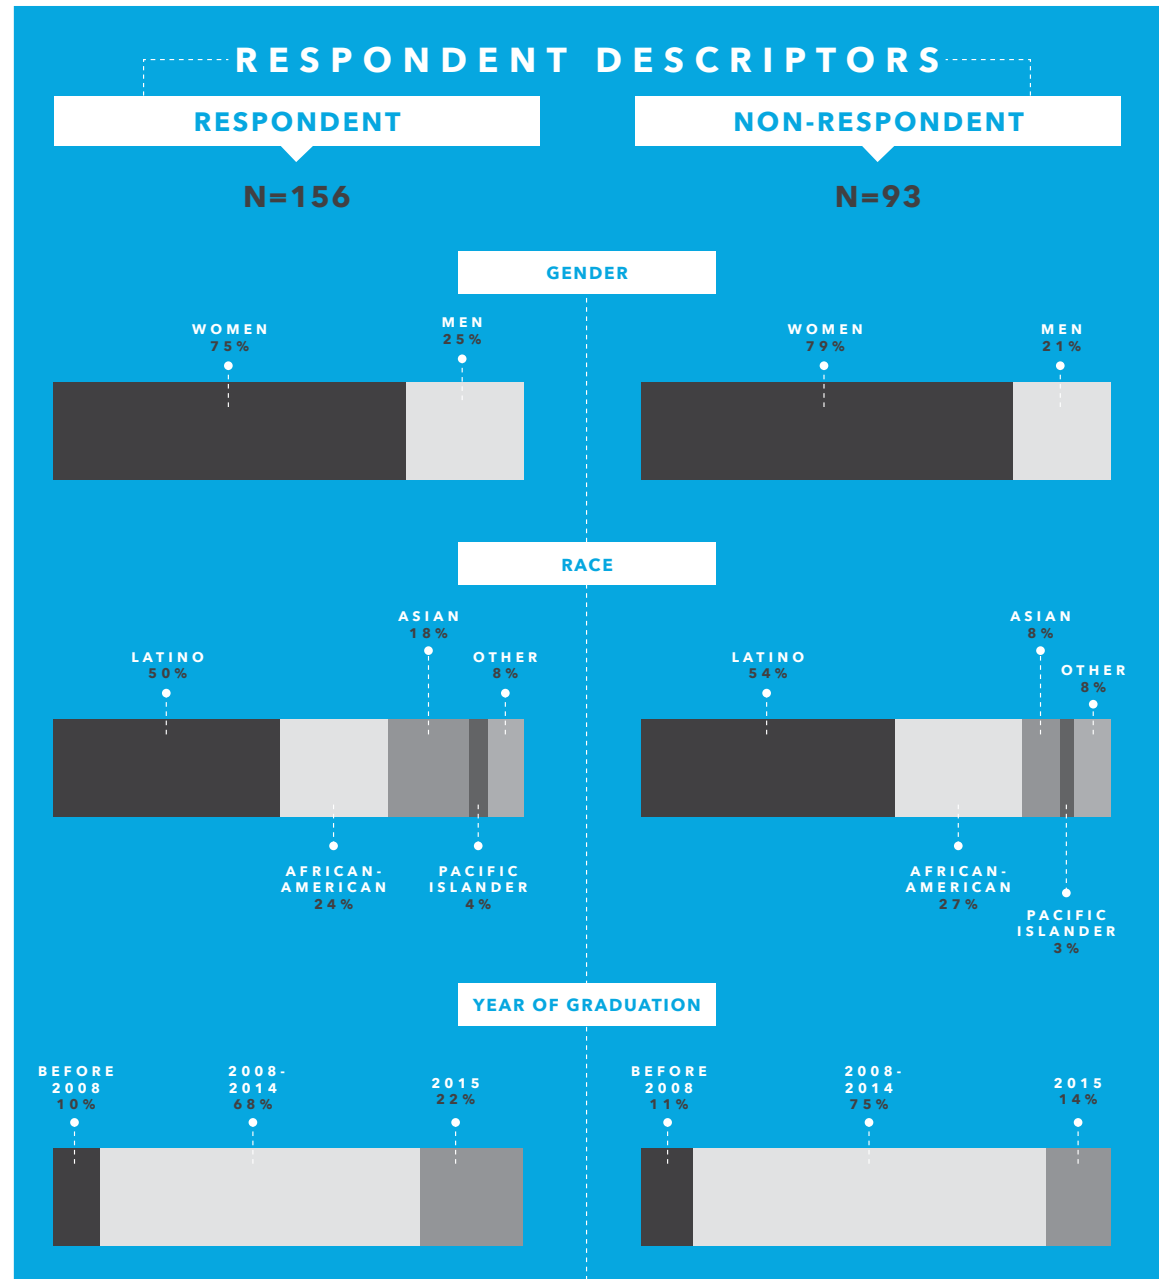 RESPONDENT DESCRIPTORS
RESPONDENT
NON-RESPONDENT
N=156
N=93
GENDER
WOMEN
75%
MEN
25%
WOMEN
79%
MEN
21%
RACE
LATINO
50%
ASIAN
18%
OTHER
8%
AFRICAN-
AMERICAN
24%
PACIFIC
ISLANDER
4%
LATINO
54%
ASIAN
8%
OTHER
8%
AFRICAN-
AMERICAN
27%
PACIFIC
ISLANDER
3%
YEAR OF GRADUATION
BEFORE
2008
10%
2008-
2014
68%
2015
22%
BEFORE
2008
11%
2008-
2014
75%
2015
14%